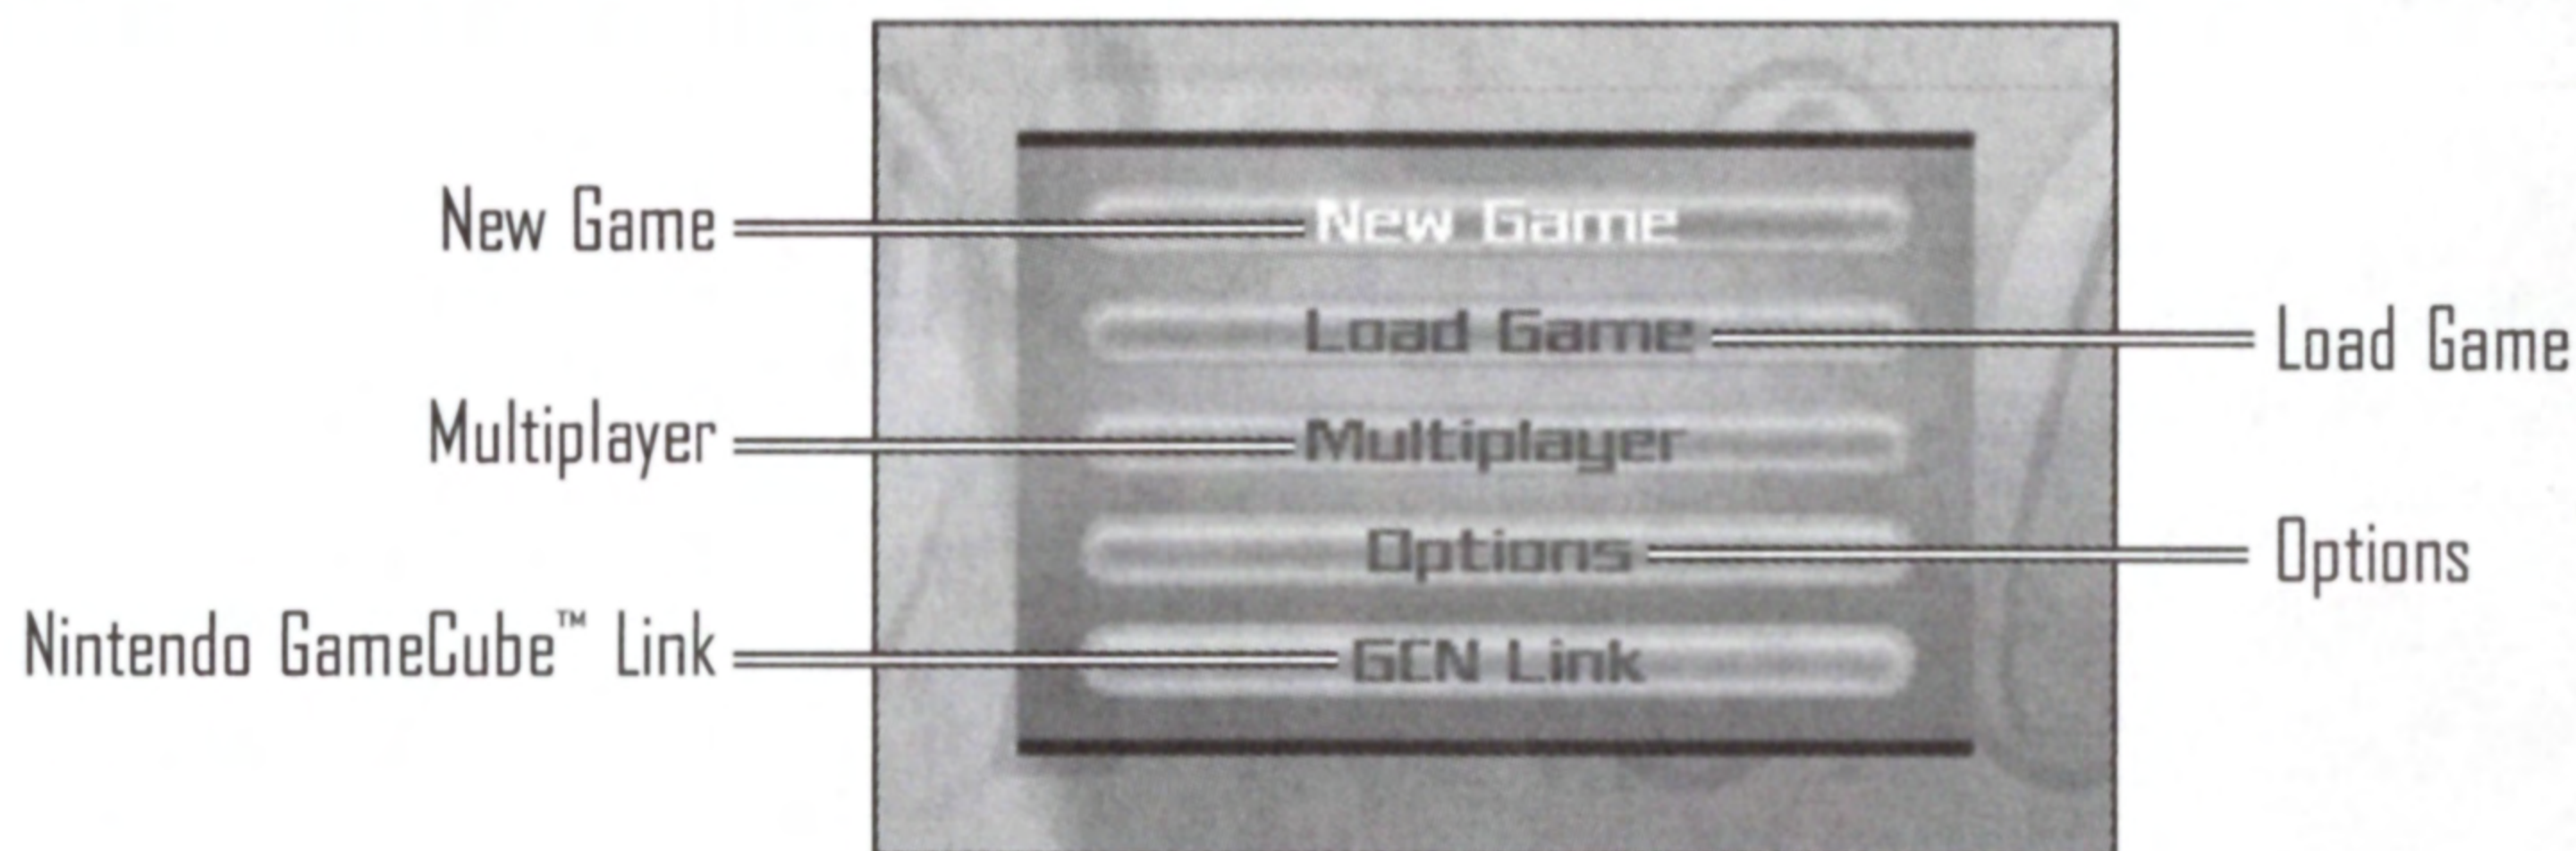 New Game
Multiplayer
Nintendo GameCube™ Link
New Game
Load Game
Multiplayer
Options
GCN Link
Load Game
Options